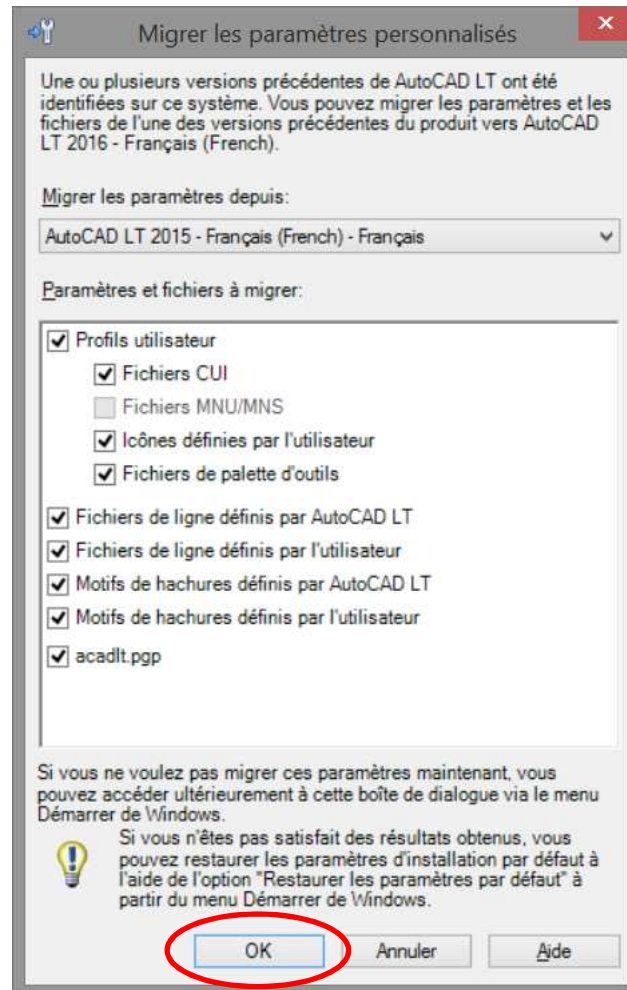 Migrer les paramètres personnalisés
Une ou plusieurs versions précédentes de AutoCAD LT ont été
identifiées sur ce système. Vous pouvez migrer les paramètres et les
fichiers de l'une des versions précédentes du produit vers AutoCAD
LT 2016 - Français (French).
Migrer les paramètres depuis:
AutoCAD LT 2015 - Français (French) - Français
Paramètres et fichiers à migrer:
Profils utilisateur
Fichiers CUI
Fichiers MNU/MNS
Icônes définies par l'utilisateur
Fichiers de palette d'outils
Fichiers de ligne définis par AutoCAD LT
Fichiers de ligne définis par l'utilisateur
Motifs de hachures définis par AutoCAD LT
Motifs de hachures définis par l'utilisateur
acadlt.pgp
Si vous ne voulez pas migrer ces paramètres maintenant, vous
pouvez accéder ultérieurement à cette boîte de dialogue via le menu
Démarrer de Windows.
Si vous n'êtes pas satisfait des résultats obtenus, vous
pouvez restaurer les paramètres d'installation par défaut à
l'aide de l'option "Restaurer les paramètres par défaut" à
partir du menu Démarrer de Windows.
OK Annuler Aide